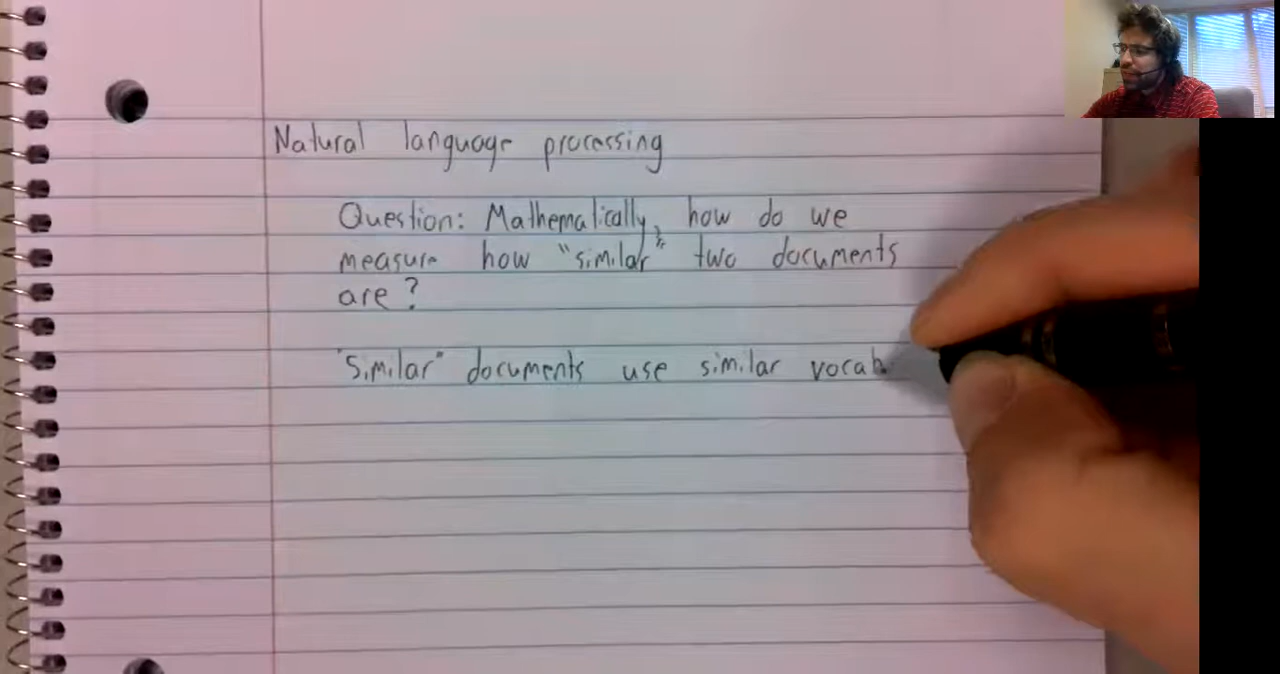 Natural language processing
Question: Mathematically, how do we
measure how "similar" two documents
are?
"Similar" documents use similar vocab